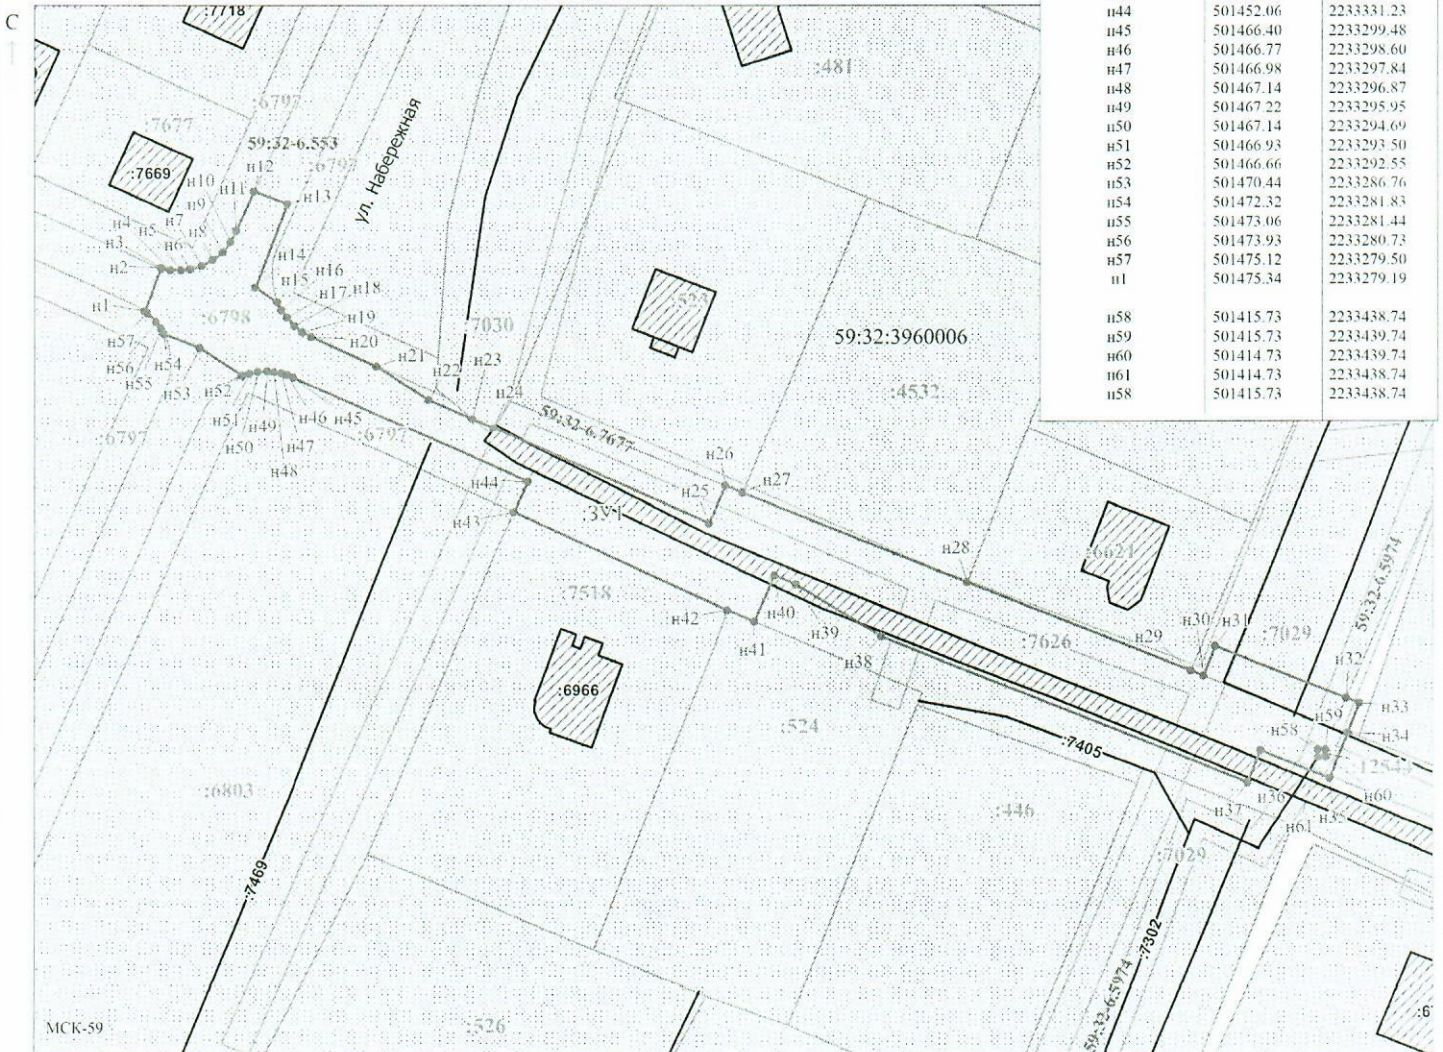 С
:7718
:481
н44 501452.06 2233331.23
н45 501466.40 2233299.48
н46 501466.77 2233298.60
н47 501466.98 2233297.84
н48 501467.14 2233296.87
н49 501467.22 2233295.95
н50 501467.14 2233294.69
н51 501466.93 2233293.50
н52 501466.66 2233292.55
н53 501470.44 2233286.76
н54 501472.32 2233281.83
н55 501473.06 2233281.44
н56 501473.93 2233280.73
н57 501475.12 2233279.50
н1 501475.34 2233279.19
н58 501415.73 2233438.74
н59 501415.73 2233439.74
н60 501414.73 2233439.74
н61 501414.73 2233438.74
н58 501415.73 2233438.74
:6797
:7677
59:32-6.553
:6797
:7669
ул. Набережная
н12
н10
н11
н13
н9
н7
н4
н5
н8
н6
н3
н2
н14
н16
н15
н17
н18
н1
:6798
н19
н20
:7030
:523
59:32:3960006
н57
н54
н56
н55
н53
н21
н23
н22
н24
:4532
н52
н51
н49
н46
н45
н50
н47
н48
:6797
:6797
н24
59:32-6.7677
н26
н27
н25
н44
н43
:ЗУ1
н28
:6621
59:32-6.5974
:7518
н40
н42
н39
н41
н38
:7626
н29
н30
н31
:7029
н32
н33
н59
н58
н34
:6966
:524
:7405
:12544
н36
н60
н37
н35
н61
:6803
:446
:7029
:7469
:7302
59:32-6.5974
МСК-59
:526